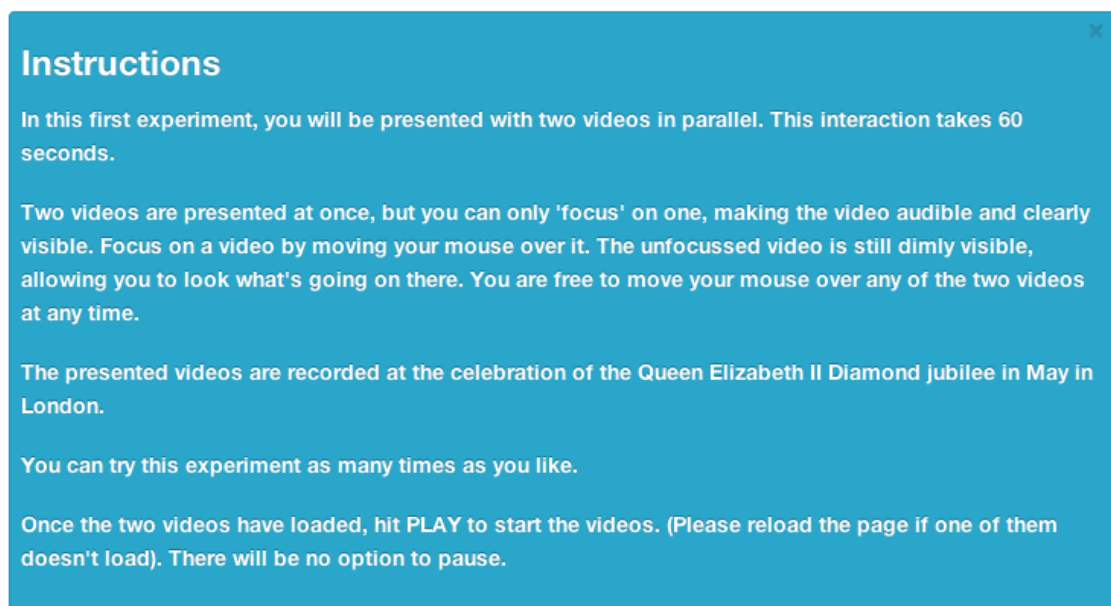 Instructions
In this first experiment, you will be presented with two videos in parallel. This interaction takes 60
seconds.
Two videos are presented at once, but you can only 'focus' on one, making the video audible and clearly
visible. Focus on a video by moving your mouse over it. The unfocussed video is still dimly visible,
allowing you to look what's going on there. You are free to move your mouse over any of the two videos
at any time.
The presented videos are recorded at the celebration of the Queen Elizabeth II Diamond jubilee in May in
London.
You can try this experiment as many times as you like.
Once the two videos have loaded, hit PLAY to start the videos. (Please reload the page if one of them
doesn't load). There will be no option to pause.